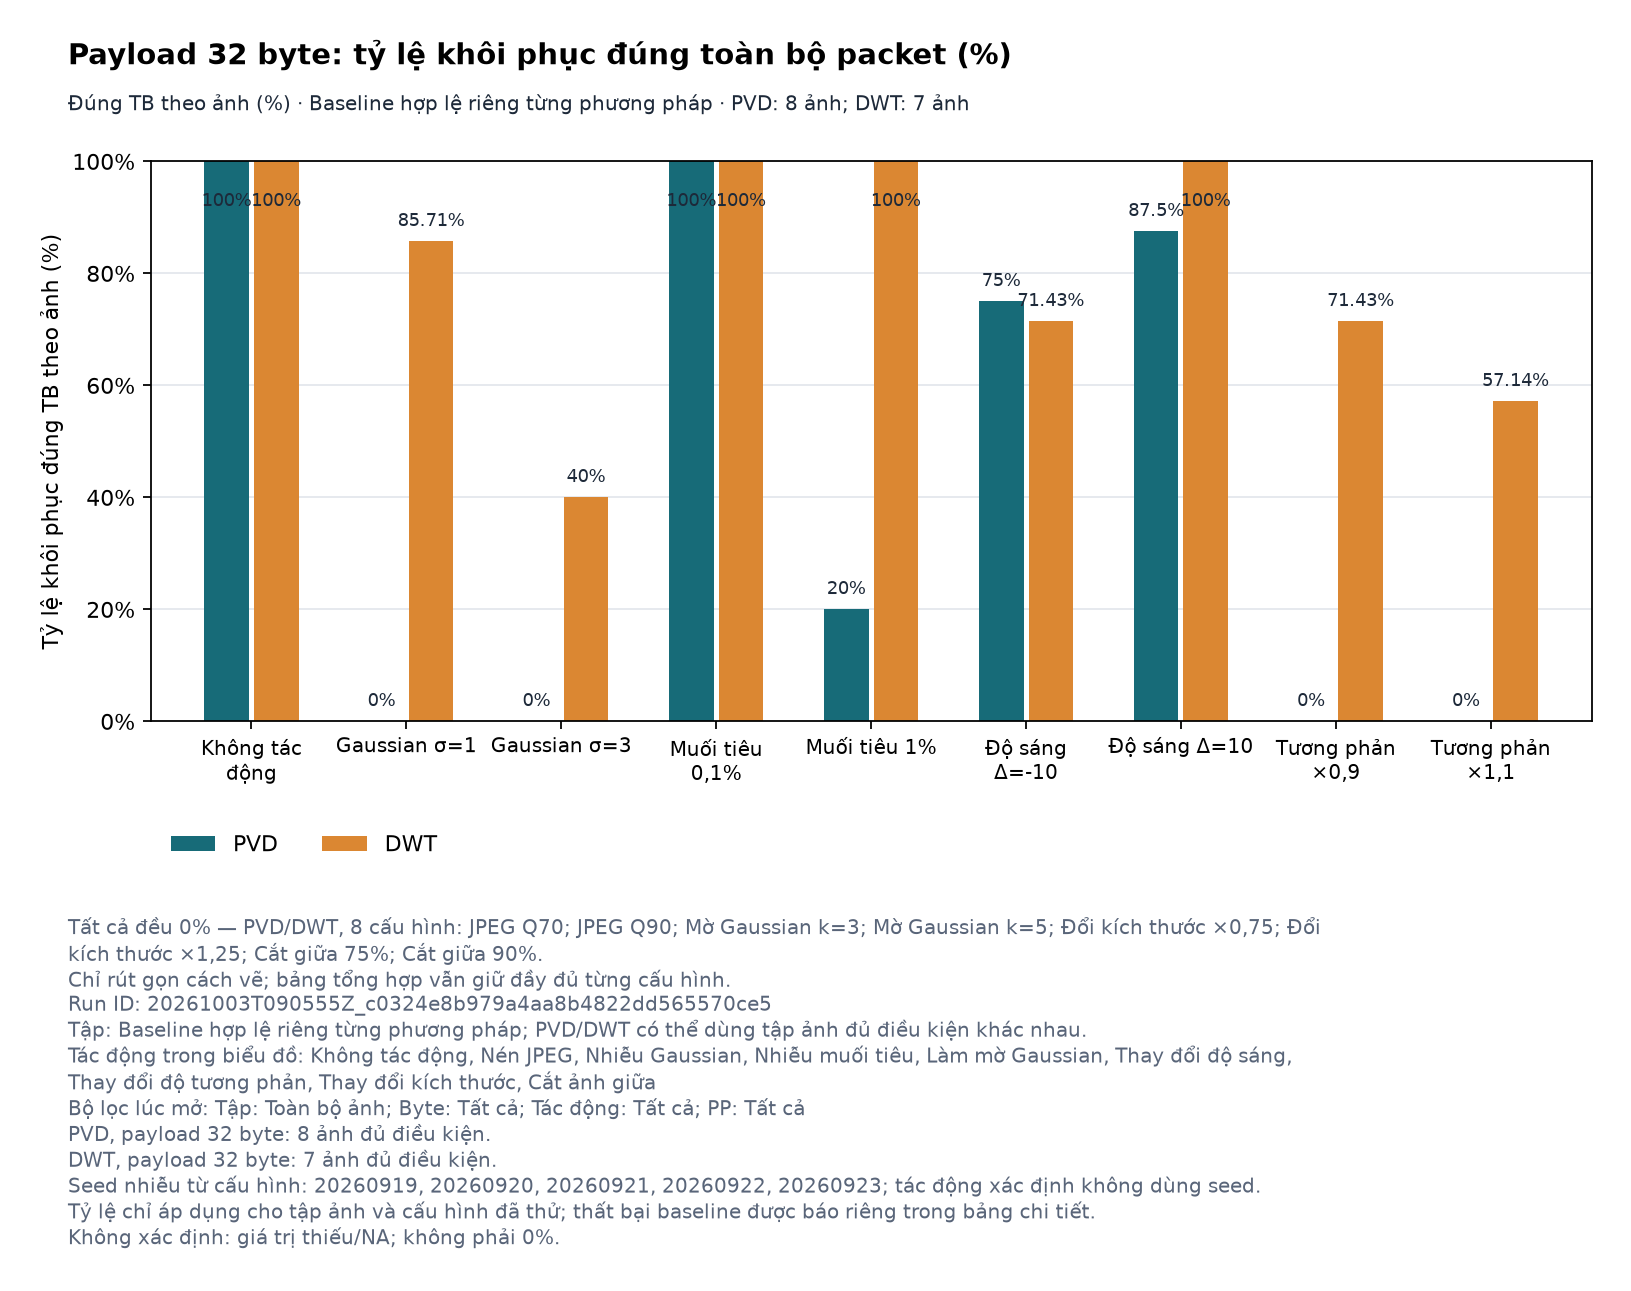 Payload 32 byte: tỷ lệ khôi phục đúng toàn bộ packet (%)
Đúng TB theo ảnh (%) · Baseline hợp lệ riêng từng phương pháp · PVD: 8 ảnh; DWT: 7 ảnh
Tỷ lệ khôi phục đúng TB theo ảnh (%)
100%
80%
60%
40%
20%
0%
100%
100%
0%
85.71%
0%
40%
100%
100%
20%
100%
75%
71.43%
87.5%
100%
0%
71.43%
0%
57.14%
Không tác
động
Gaussian σ=1
Gaussian σ=3
Muối tiêu
0,1%
Muối tiêu 1%
Độ sáng
Δ=-10
Độ sáng Δ=10
Tương phản
×0,9
Tương phản
×1,1
PVD
DWT
Tất cả đều 0% — PVD/DWT, 8 cấu hình: JPEG Q70; JPEG Q90; Mờ Gaussian k=3; Mờ Gaussian k=5; Đổi kích thước ×0,75; Đổi
kích thước ×1,25; Cắt giữa 75%; Cắt giữa 90%.
Chỉ rút gọn cách vẽ; bảng tổng hợp vẫn giữ đầy đủ từng cấu hình.
Run ID: 20261003T090555Z_c0324e8b979a4aa8b4822dd565570ce5
Tập: Baseline hợp lệ riêng từng phương pháp; PVD/DWT có thể dùng tập ảnh đủ điều kiện khác nhau.
Tác động trong biểu đồ: Không tác động, Nén JPEG, Nhiễu Gaussian, Nhiễu muối tiêu, Làm mờ Gaussian, Thay đổi độ sáng,
Thay đổi độ tương phản, Thay đổi kích thước, Cắt ảnh giữa
Bộ lọc lúc mở: Tập: Toàn bộ ảnh; Byte: Tất cả; Tác động: Tất cả; PP: Tất cả
PVD, payload 32 byte: 8 ảnh đủ điều kiện.
DWT, payload 32 byte: 7 ảnh đủ điều kiện.
Seed nhiễu từ cấu hình: 20260919, 20260920, 20260921, 20260922, 20260923; tác động xác định không dùng seed.
Tỷ lệ chỉ áp dụng cho tập ảnh và cấu hình đã thử; thất bại baseline được báo riêng trong bảng chi tiết.
Không xác định: giá trị thiếu/NA; không phải 0%.